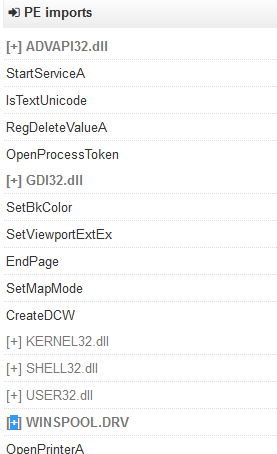 PE imports
[+] ADVAPI32.dll
StartServiceA
IsTextUnicode
RegDeleteValueA
OpenProcessToken
[+] GDI32.dll
SetBkColor
SetViewportExtEx
EndPage
SetMapMode
CreateDCW
[+] KERNEL32.dll
[+] SHELL32.dll
[+] USER32.dll
[+] WINSPOOL.DRV
OpenPrinterA